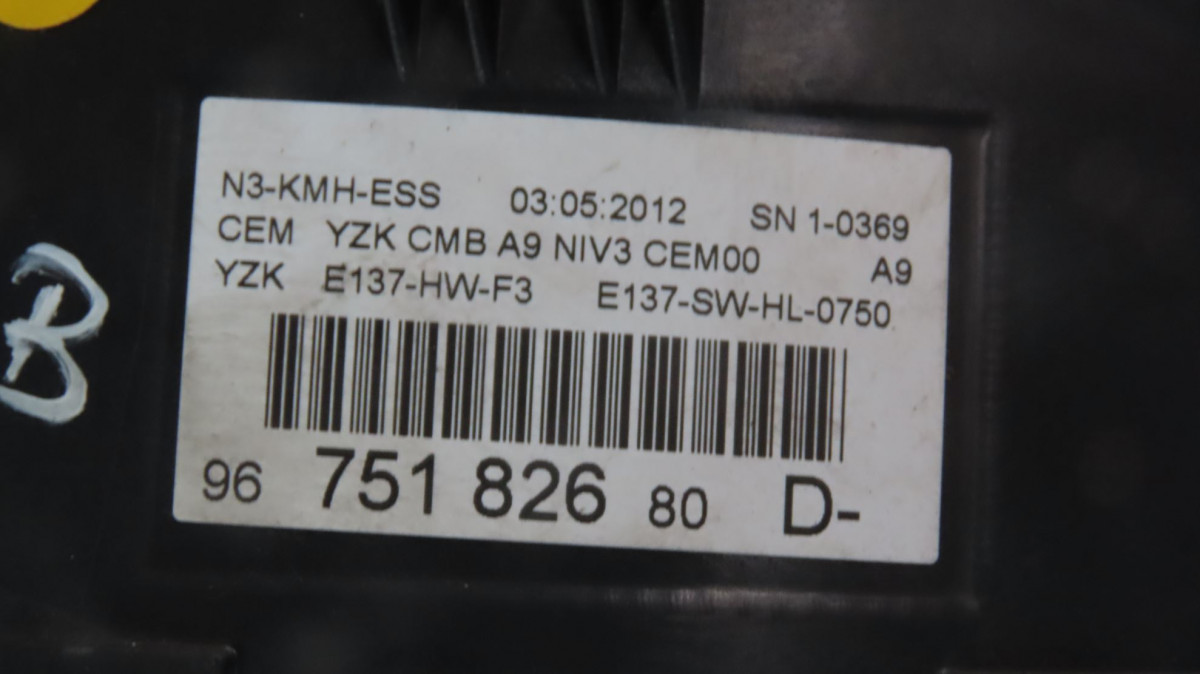 N3-KMH-ESS 03:05:2012 SN 1-0369
CEM YZK CMB A9 NIV3 CEM00 A9
YZK E137-HW-F3 E137-SW-HL-0750
96 751 826 80 D-
B